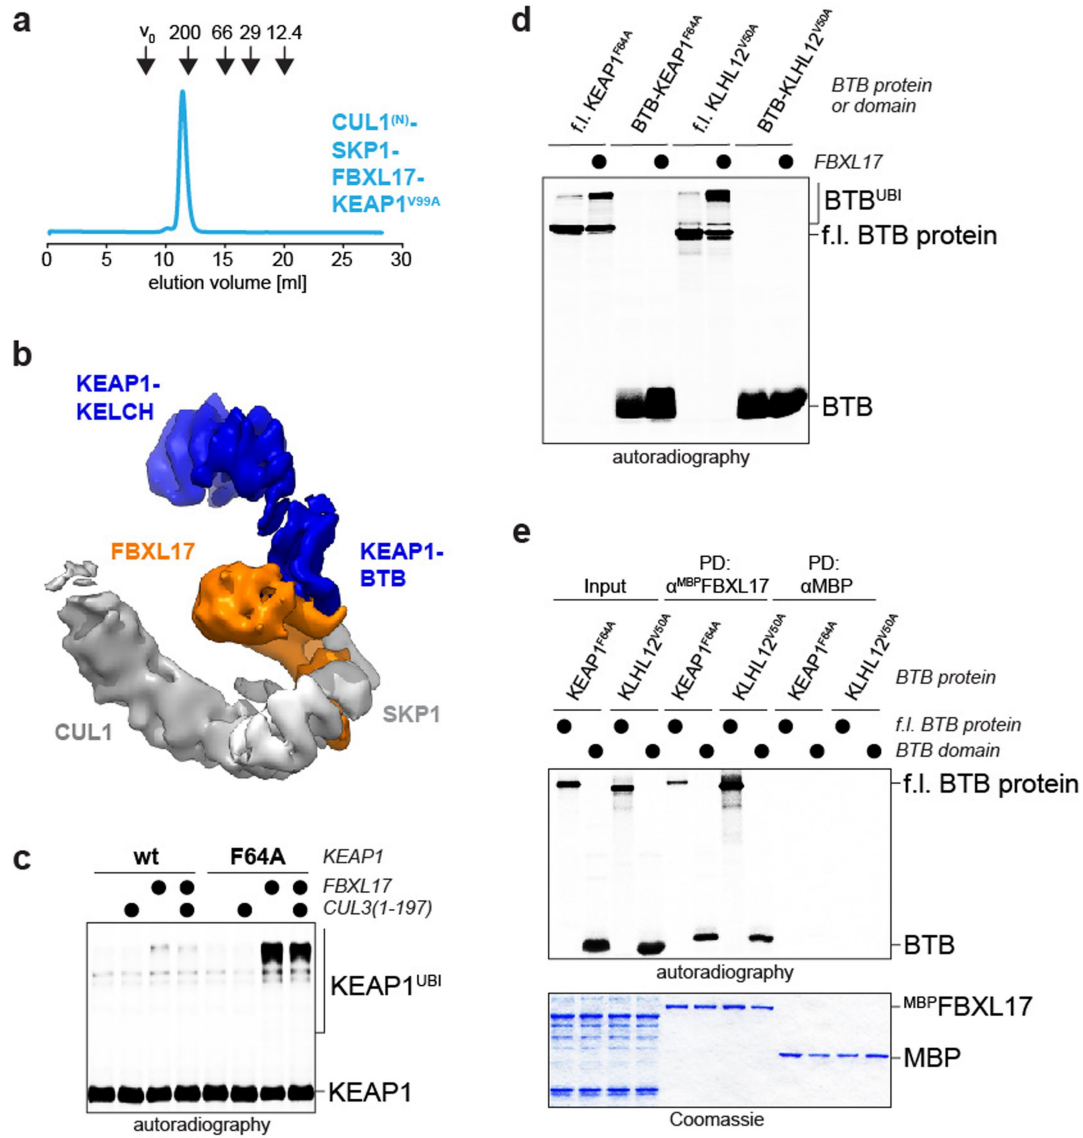 a
V0 200 66 29 12.4
CUL1(N)-
SKP1-
FBXL17-
KEAP1V99A
0 5 10 15 20 25 30
elution volume [ml]
b
KEAP1-
KELCH
FBXL17
KEAP1-
BTB
CUL1
SKP1
c
wt F64A KEAP1
FBXL17
CUL3(1-197)
KEAP1UBI
KEAP1
autoradiography
d
f.l. KEAP1F64A
BTB-KEAP1F64A
f.l. KLHL12V50A
BTB-KLHL12V50A
BTB protein
or domain
FBXL17
BTBUBI
f.l. BTB protein
BTB
autoradiography
e
Input
PD:
αMBPFBXL17
PD:
αMBP
KEAP1F64A
KLHL12V50A
KEAP1F64A
KLHL12V50A
KEAP1F64A
KLHL12V50A
BTB protein
f.l. BTB protein
BTB domain
f.l. BTB protein
BTB
autoradiography
MBPFBXL17
MBP
Coomassie